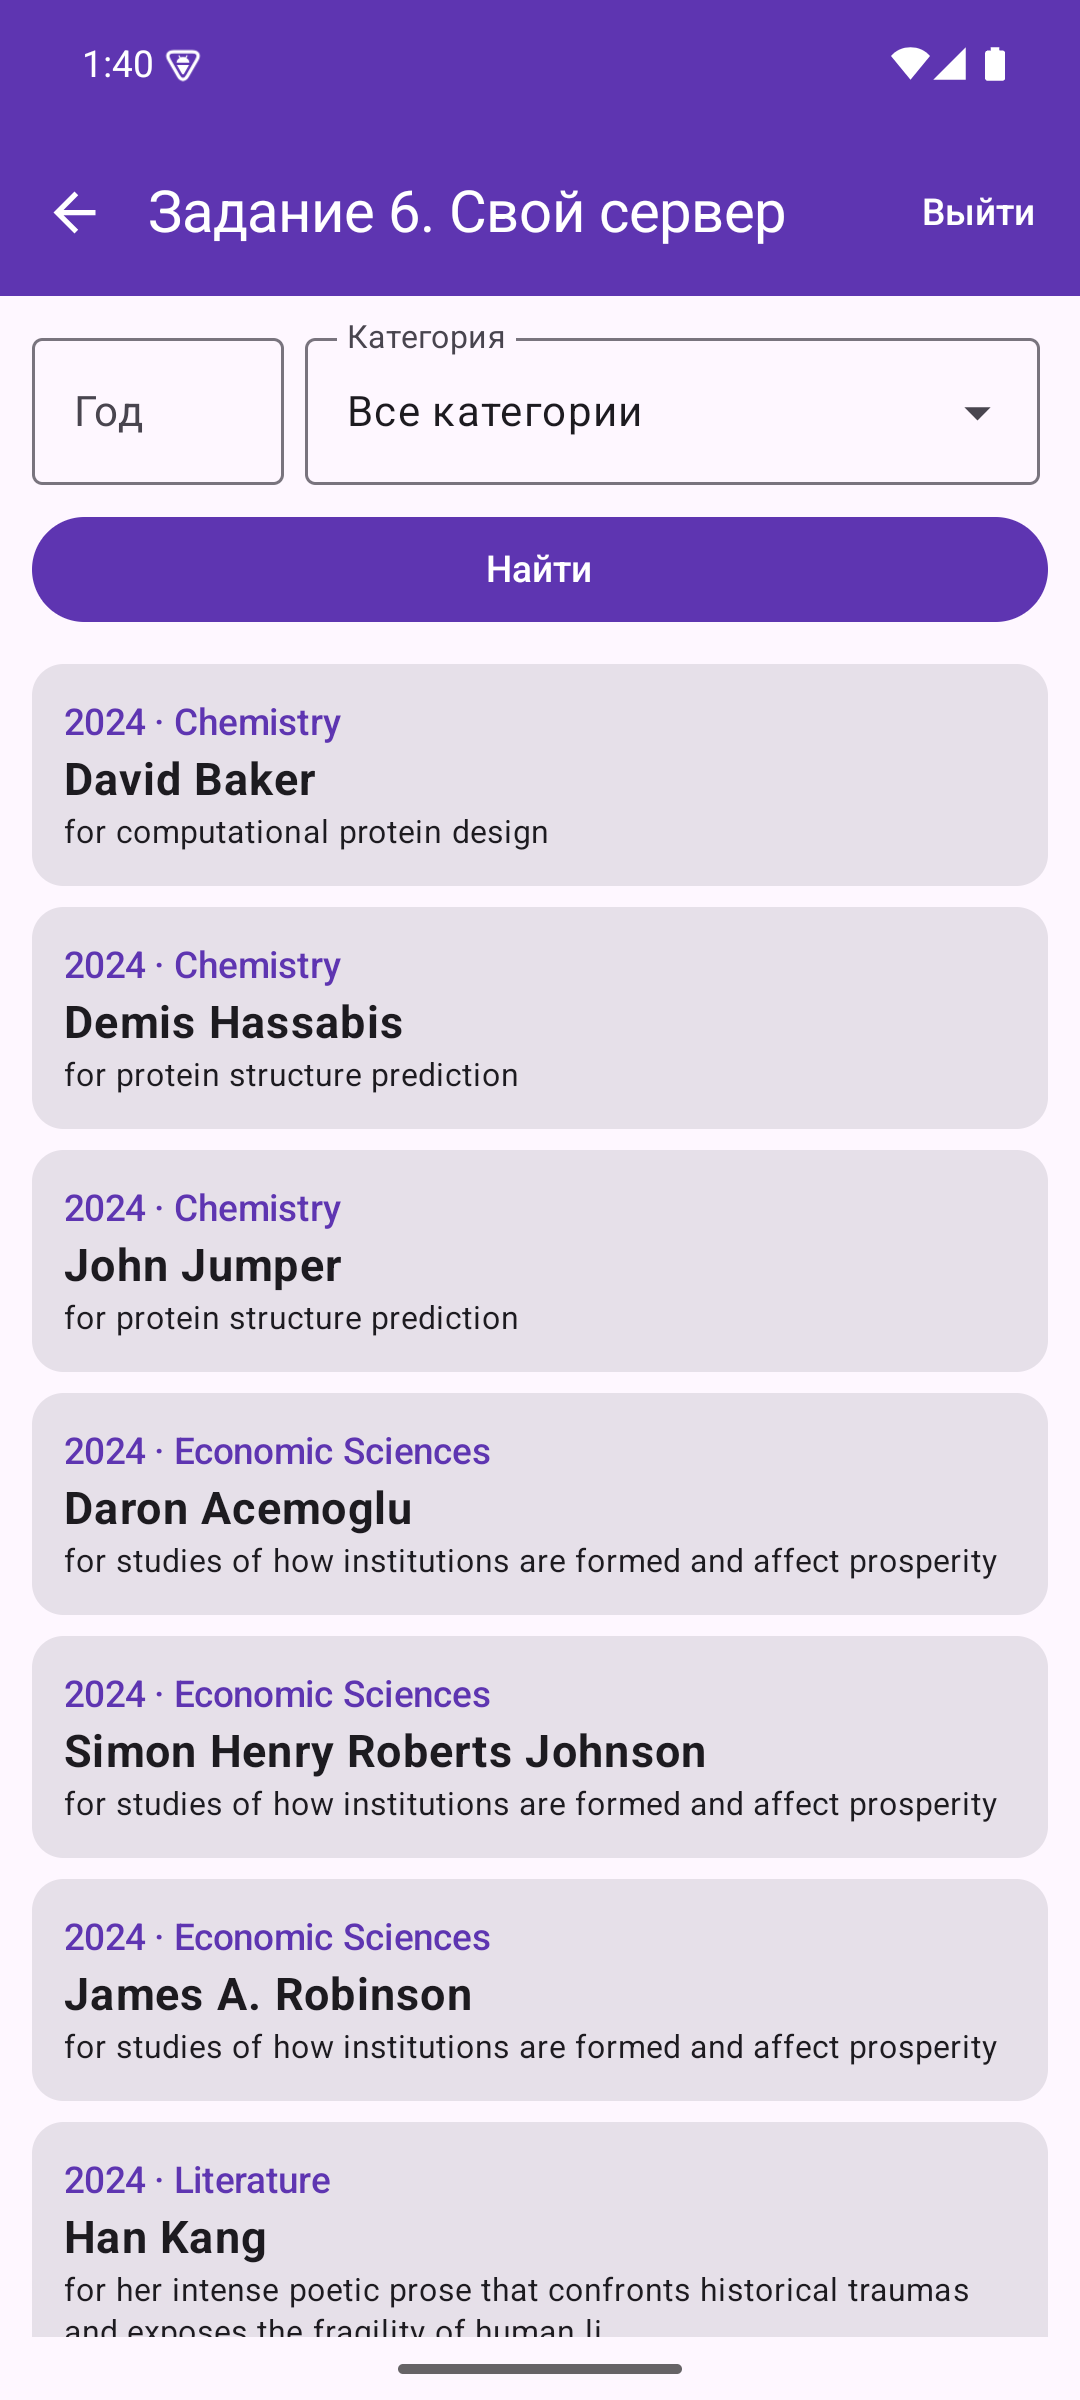 1:40
Задание 6. Свой сервер
Выйти
Год
Категория
Все категории
Найти
2024 · Chemistry
David Baker
for computational protein design
2024 · Chemistry
Demis Hassabis
for protein structure prediction
2024 · Chemistry
John Jumper
for protein structure prediction
2024 · Economic Sciences
Daron Acemoglu
for studies of how institutions are formed and affect prosperity
2024 · Economic Sciences
Simon Henry Roberts Johnson
for studies of how institutions are formed and affect prosperity
2024 · Economic Sciences
James A. Robinson
for studies of how institutions are formed and affect prosperity
2024 · Literature
Han Kang
for her intense poetic prose that confronts historical traumas
and exposes the fragility of human li